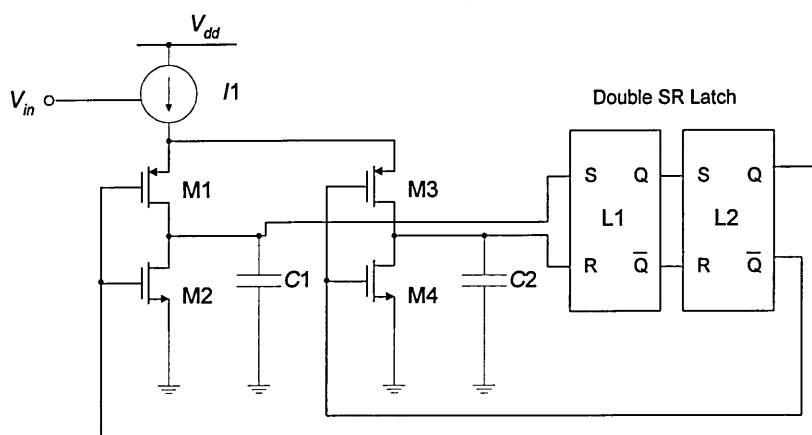 Vdd
Vin
I1
Double SR Latch
M1
M3
S Q S Q
L1 L2
M2
C1
M4
C2
R Q̅ R Q̅